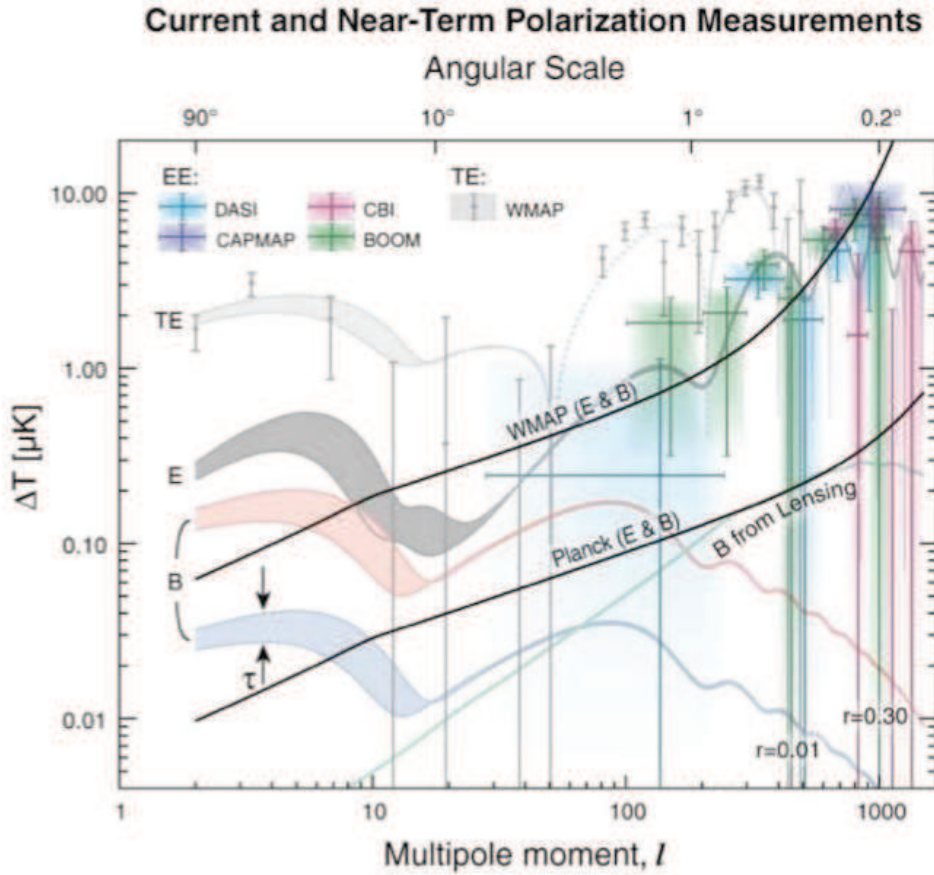 Current and Near-Term Polarization Measurements
Angular Scale
90° 10° 1° 0.2°
EE: TE:
DASI CBI WMAP
CAPMAP BOOM
10.00
1.00
0.10
0.01
ΔT [μK]
TE
E
B
τ
WMAP (E & B)
Planck (E & B)
B from Lensing
r=0.30
r=0.01
1 10 100 1000
Multipole moment, l